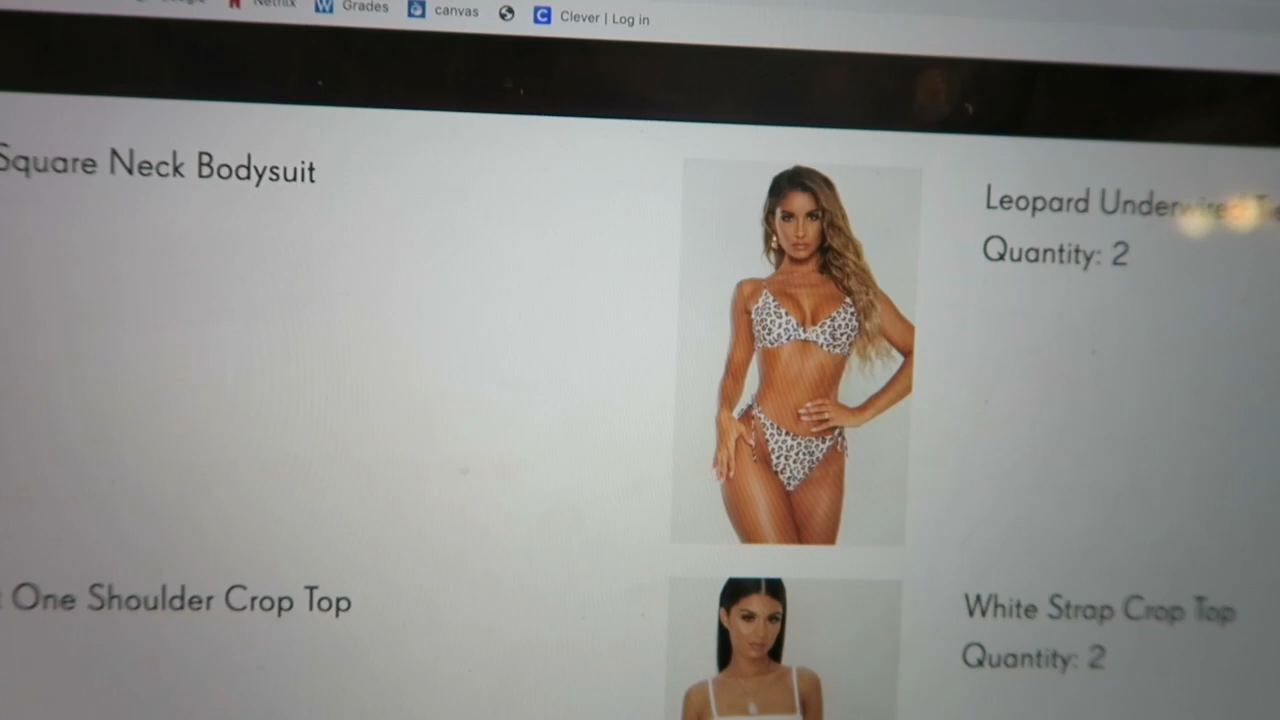 Netflix
Grades
canvas
Clever | Log in
Square Neck Bodysuit
Leopard
Quantity: 2
One Shoulder Crop Top
White Strap Crop Top
Quantity: 2